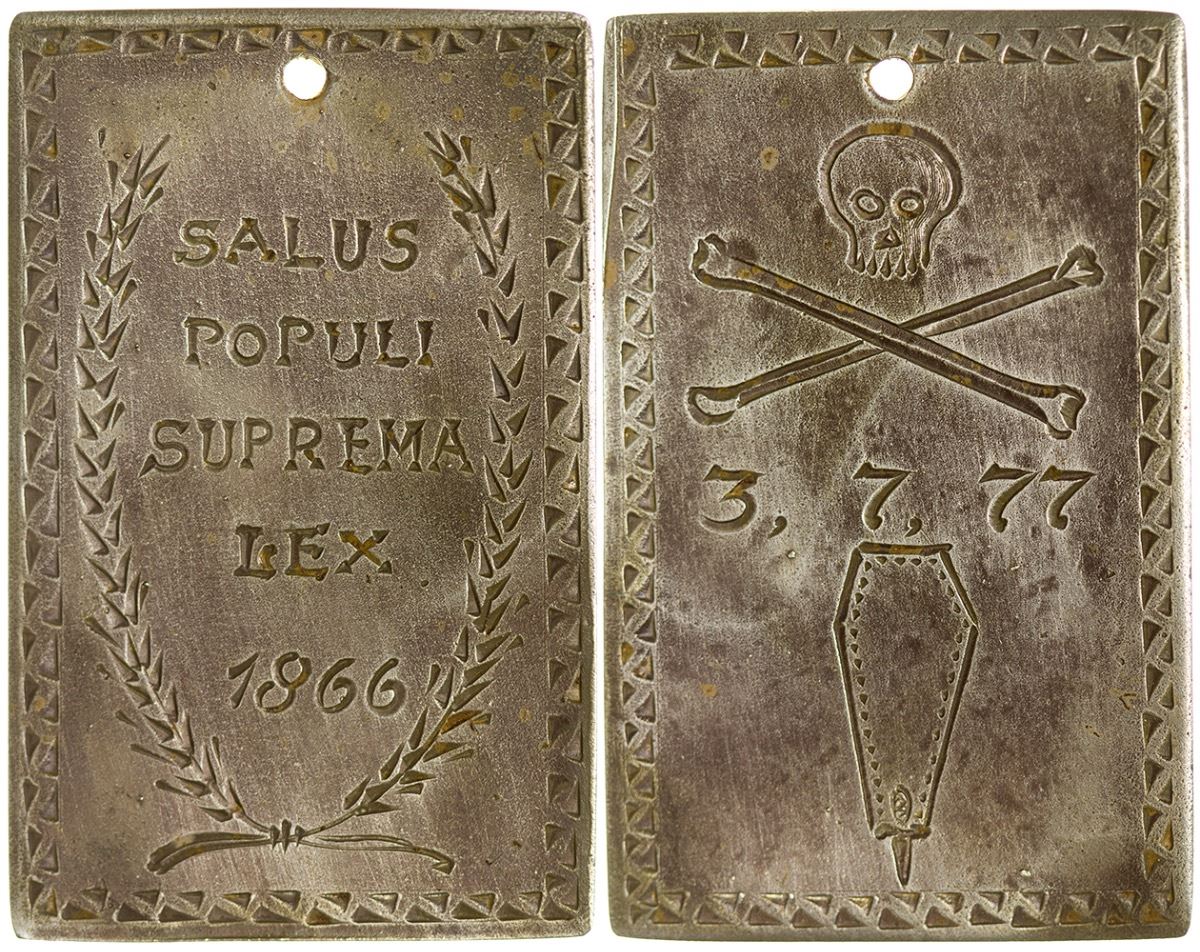 SALUS
POPULI
SUPREMA
LEX
1866
3, 7, 77